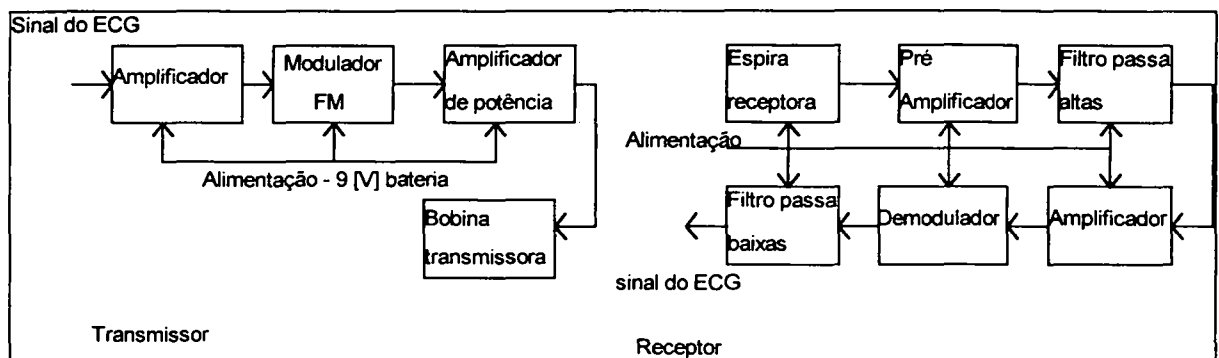 Sinal do ECG
Amplificador
Modulador
FM
Amplificador
de potência
Alimentação - 9 [V] bateria
Bobina
transmissora
Transmissor
Espira
receptora
Pré
Amplificador
Filtro passa
altas
Alimentação
Filtro passa
baixas
Demodulador
Amplificador
sinal do ECG
Receptor